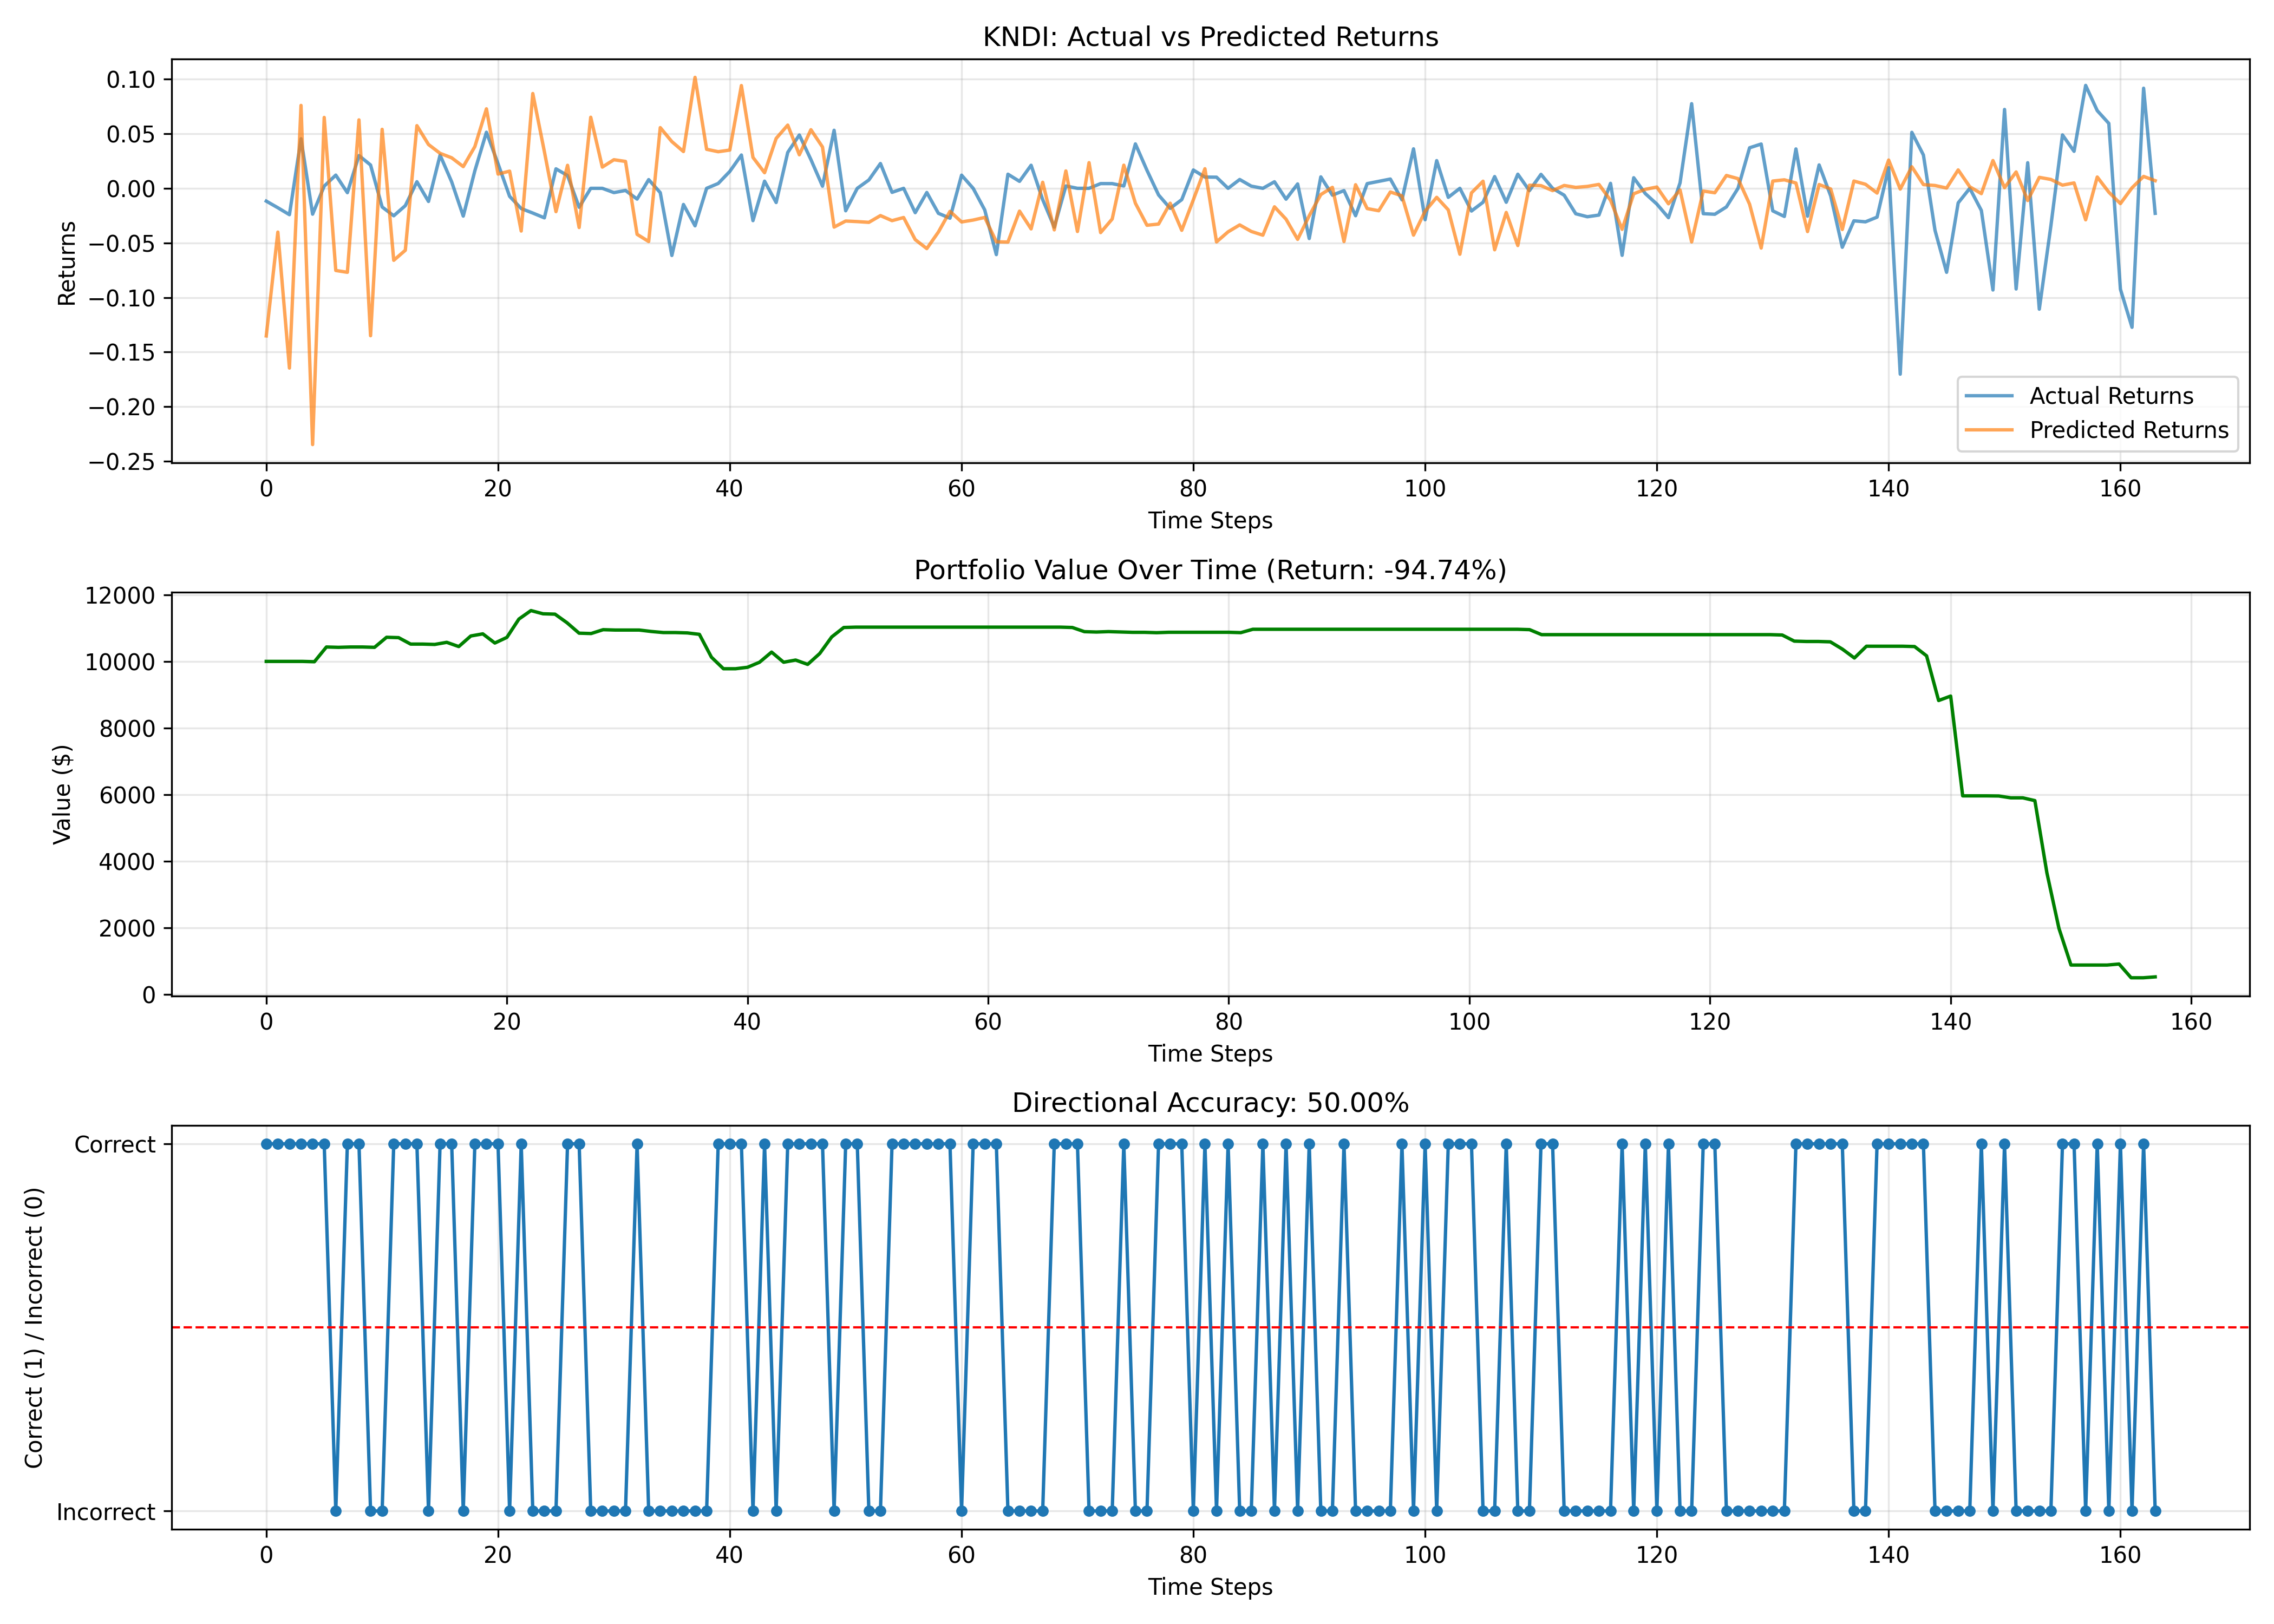 KNDI: Actual vs Predicted Returns
Returns
0.10
0.05
0.00
−0.05
−0.10
−0.15
−0.20
−0.25
Actual Returns
Predicted Returns
0 20 40 60 80 100 120 140 160
Time Steps
Portfolio Value Over Time (Return: -94.74%)
Value ($)
12000
10000
8000
6000
4000
2000
0
0 20 40 60 80 100 120 140 160
Time Steps
Directional Accuracy: 50.00%
Correct (1) / Incorrect (0)
Correct
Incorrect
0 20 40 60 80 100 120 140 160
Time Steps